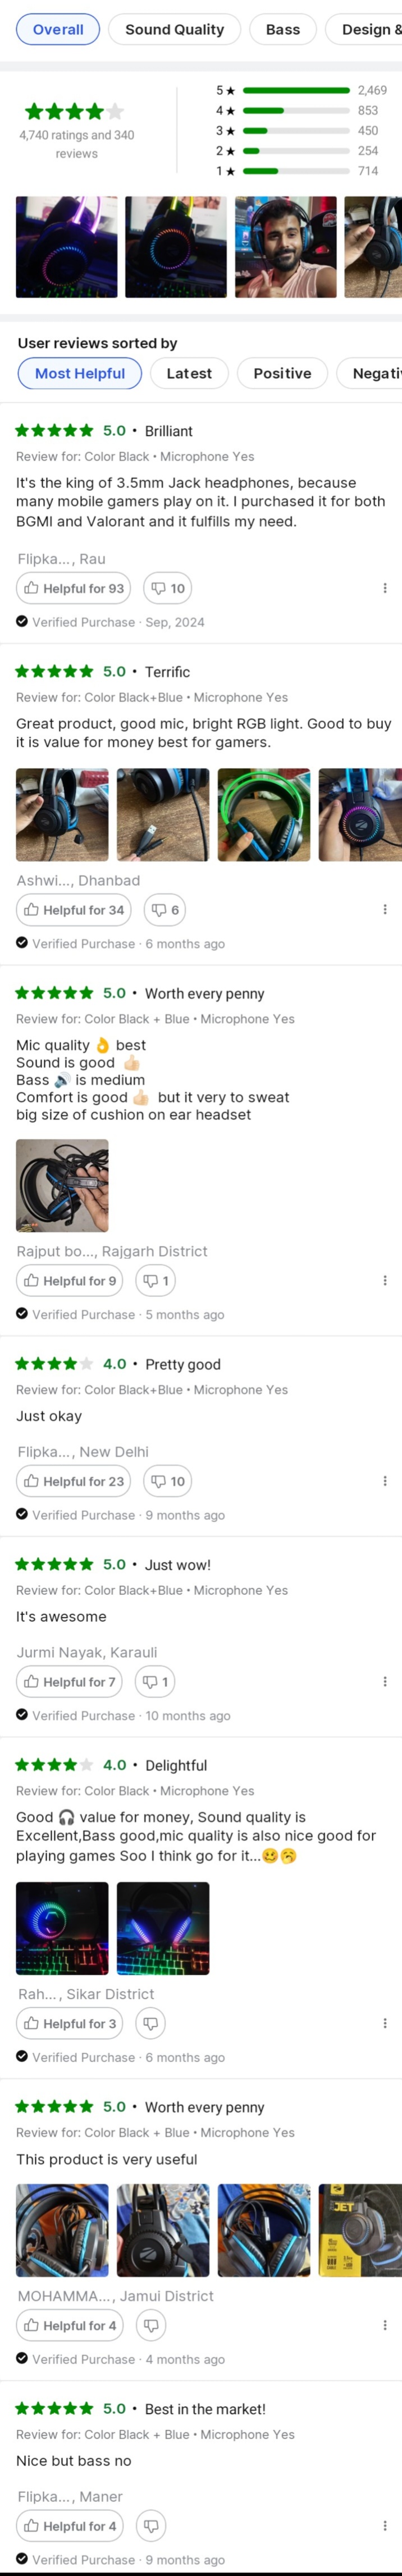 Overall
Sound Quality
Bass
Design &
4,740 ratings and 340
reviews
5 ★ 2,469
4 ★ 853
3 ★ 450
2 ★ 254
1 ★ 714
User reviews sorted by
Most Helpful
Latest
Positive
Negati
5.0 • Brilliant
Review for: Color Black • Microphone Yes
It's the king of 3.5mm Jack headphones, because
many mobile gamers play on it. I purchased it for both
BGMI and Valorant and it fulfills my need.
Flipka..., Rau
Helpful for 93
10
Verified Purchase · Sep, 2024
5.0 • Terrific
Review for: Color Black+Blue • Microphone Yes
Great product, good mic, bright RGB light. Good to buy
it is value for money best for gamers.
Ashwi..., Dhanbad
Helpful for 34
6
Verified Purchase · 6 months ago
5.0 • Worth every penny
Review for: Color Black + Blue • Microphone Yes
Mic quality 👌 best
Sound is good 👍🏻
Bass 🔊 is medium
Comfort is good 👍🏻 but it very to sweat
big size of cushion on ear headset
Rajput bo..., Rajgarh District
Helpful for 9
1
Verified Purchase · 5 months ago
4.0 • Pretty good
Review for: Color Black+Blue • Microphone Yes
Just okay
Flipka..., New Delhi
Helpful for 23
10
Verified Purchase · 9 months ago
5.0 • Just wow!
Review for: Color Black+Blue • Microphone Yes
It's awesome
Jurmi Nayak, Karauli
Helpful for 7
1
Verified Purchase · 10 months ago
4.0 • Delightful
Review for: Color Black • Microphone Yes
Good 🎧 value for money, Sound quality is
Excellent,Bass good,mic quality is also nice good for
playing games Soo I think go for it...🥴🥱
Rah... , Sikar District
Helpful for 3
Verified Purchase · 6 months ago
5.0 • Worth every penny
Review for: Color Black + Blue • Microphone Yes
This product is very useful
JET
MOHAMMA... , Jamui District
Helpful for 4
Verified Purchase · 4 months ago
5.0 • Best in the market!
Review for: Color Black + Blue • Microphone Yes
Nice but bass no
Flipka..., Maner
Helpful for 4
Verified Purchase · 9 months ago